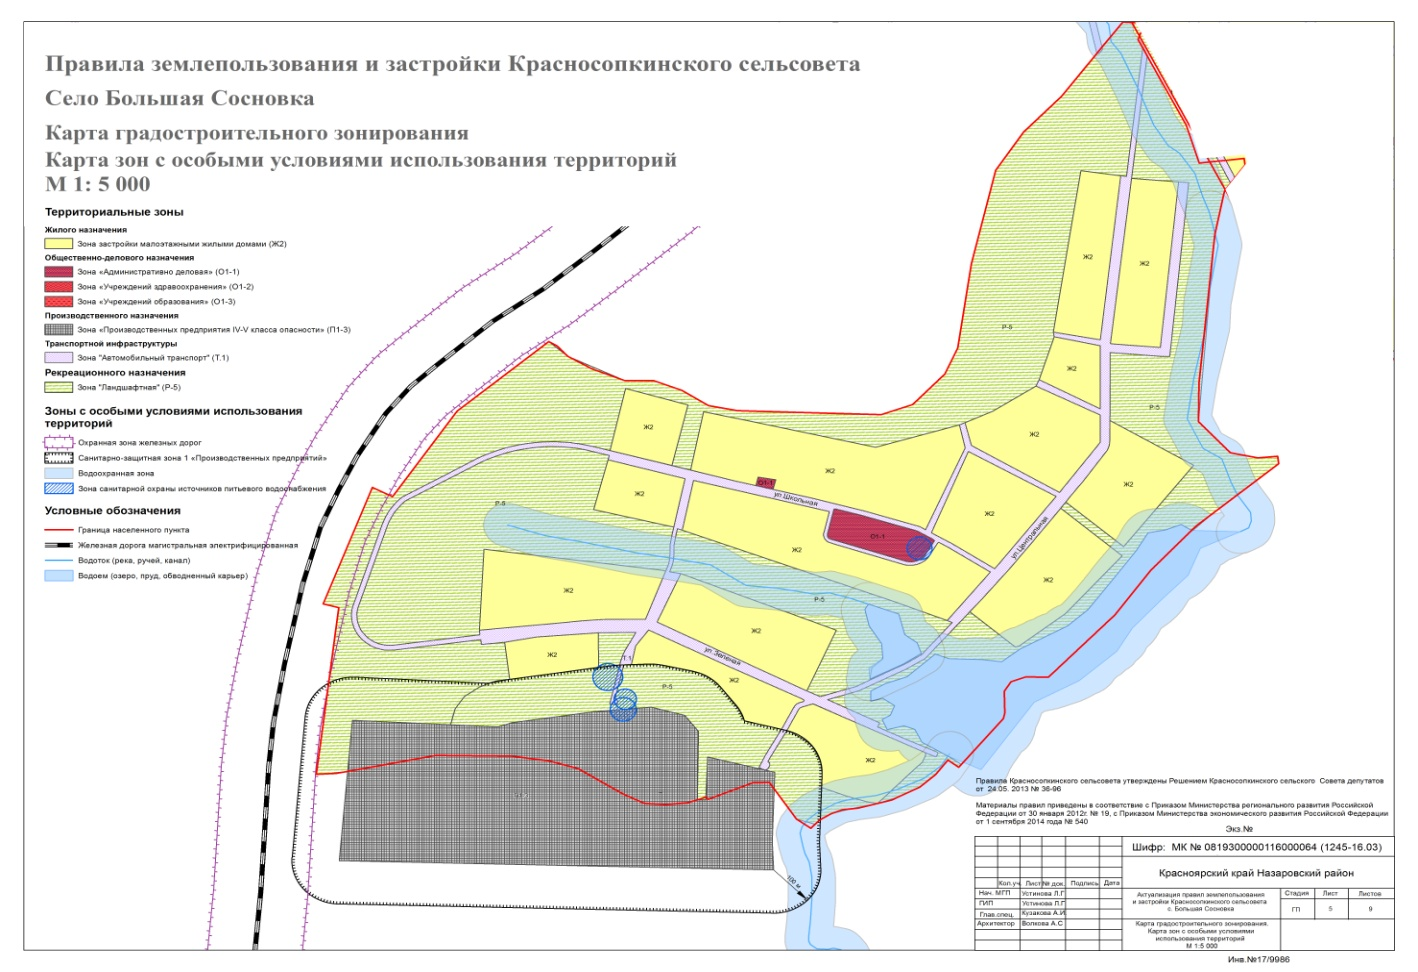 Правила землепользования и застройки Красносопкинского сельсовета
Село Большая Сосновка
Карта градостроительного зонирования
Карта зон с особыми условиями использования территорий
М 1: 5 000
Территориальные зоны
Жилого назначения
Зона застройки малоэтажными жилыми домами (Ж2)
Общественно-делового назначения
Зона «Административно деловая» (О1-1)
Зона «Учреждений здравоохранения» (О1-2)
Зона «Учреждений образования» (О1-3)
Производственного назначения
Зона «Производственных предприятия IV-V класса опасности» (П1-3)
Транспортной инфраструктуры
Зона "Автомобильный транспорт" (Т.1)
Рекреационного назначения
Зона "Ландшафтная" (Р-5)
Зоны с особыми условиями использования
территорий
Охранная зона железных дорог
Санитарно-защитная зона 1 «Производственных предприятий»
Водоохранная зона
Зона санитарной охраны источников питьевого водоснабжения
Условные обозначения
Граница населенного пункта
Железная дорога магистральная электрифицированная
Водоток (река, ручей, канал)
Водоем (озеро, пруд, обводненный карьер)
Ж2
Ж2
Р-5
Ж2
Р-5
Ж2
Ж2
Ж2
Ж2
О1-1
Ж2
Ж2
ул.Школьная
Р-5
Ж2
ул.Центральная
О1-1
Ж2
Ж2
Ж2
Р-5
Ж2
Ж2
ул.Зеленая
Т.1
Р-5
Ж2
Ж2
100 м
Правила Красносопкинского сельсовета утверждены Решением Красносопкинского сельского Совета депутатов
от 24.05. 2013 № 36-96
Материалы правил приведены в соответствие с Приказом Министерства регионального развития Российской
Федерации от 30 января 2012г. № 19, с Приказом Министерства экономического развития Российской Федерации
от 1 сентября 2014 года № 540
Экз.№
Шифр: МК № 0819300000116000064 (1245-16.03)
Красноярский край Назаровский район
Кол.уч Лист № док. Подпись Дата
Нач. МГП Устинова Л.Г
ГИП Устинова Л.Г
Глав.спец. Кузакова А.И.
Архитектор Волкова А.С
Актуализация правил землепользования
и застройки Красносопкинского сельсовета
с. Большая Сосновка
Стадия Лист Листов
ГП 5 9
Карта градостроительного зонирования.
Карта зон с особыми условиями
использования территорий
М 1:5 000
Инв.№17/9986